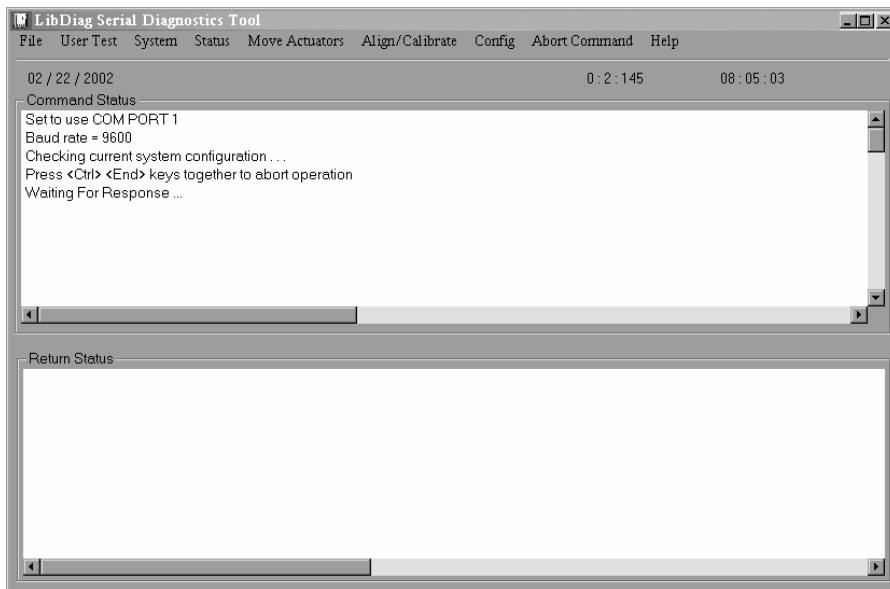 LibDiag Serial Diagnostics Tool
File User Test System Status Move Actuators Align/Calibrate Config Abort Command Help
02 / 22 / 2002 0 : 2 : 145 08 : 05 : 03
Command Status
Set to use COM PORT 1
Baud rate = 9600
Checking current system configuration . . .
Press <Ctrl> <End> keys together to abort operation
Waiting For Response ...
Return Status